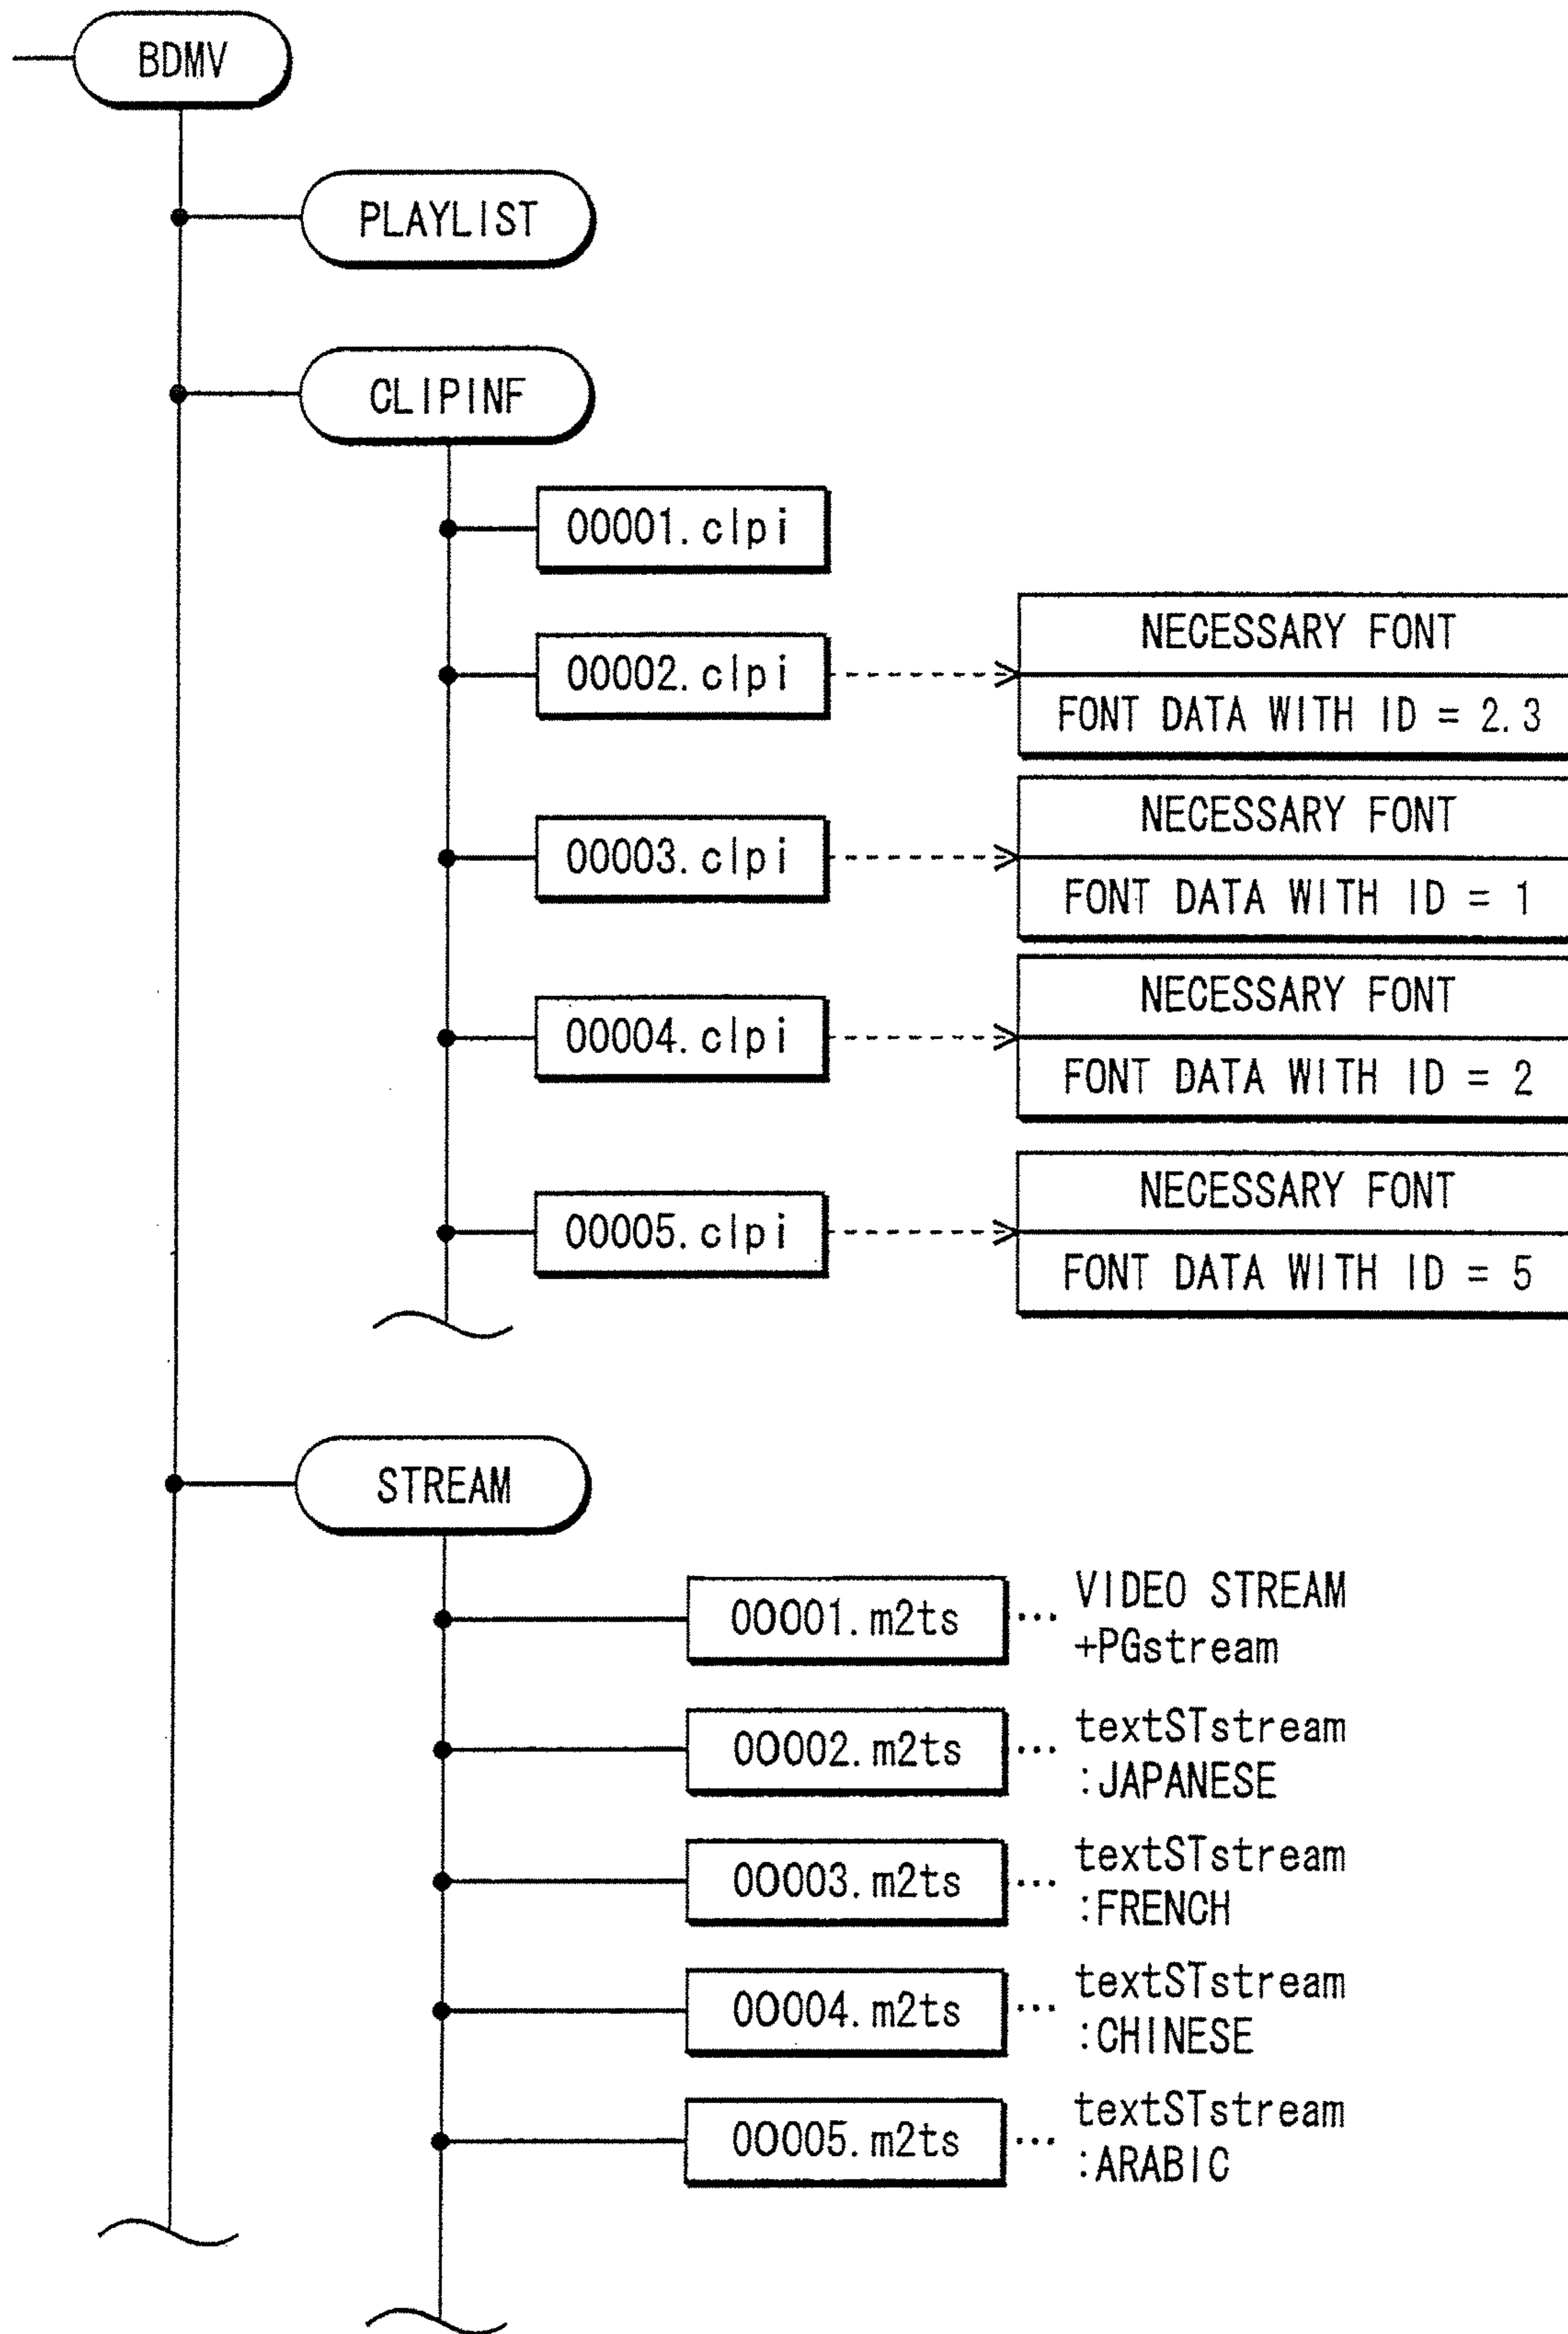 BDMV
PLAYLIST
CLIPINF
00001.clpi
00002.clpi
NECESSARY FONT
FONT DATA WITH ID = 2.3
00003.clpi
NECESSARY FONT
FONT DATA WITH ID = 1
00004.clpi
NECESSARY FONT
FONT DATA WITH ID = 2
00005.clpi
NECESSARY FONT
FONT DATA WITH ID = 5
STREAM
00001.m2ts ... VIDEO STREAM
+PGstream
00002.m2ts ... textSTstream
:JAPANESE
00003.m2ts ... textSTstream
:FRENCH
00004.m2ts ... textSTstream
:CHINESE
00005.m2ts ... textSTstream
:ARABIC